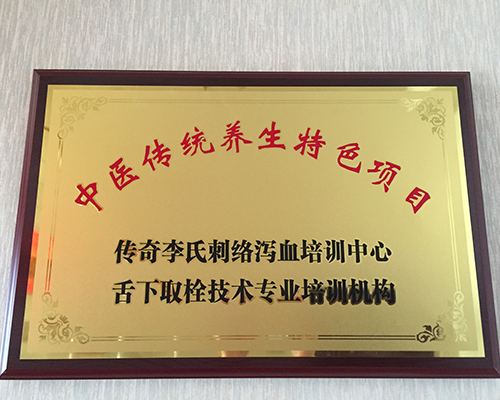 中医传统养生特色项目
传奇李氏刺络泻血培训中心
舌下取栓技术专业培训机构